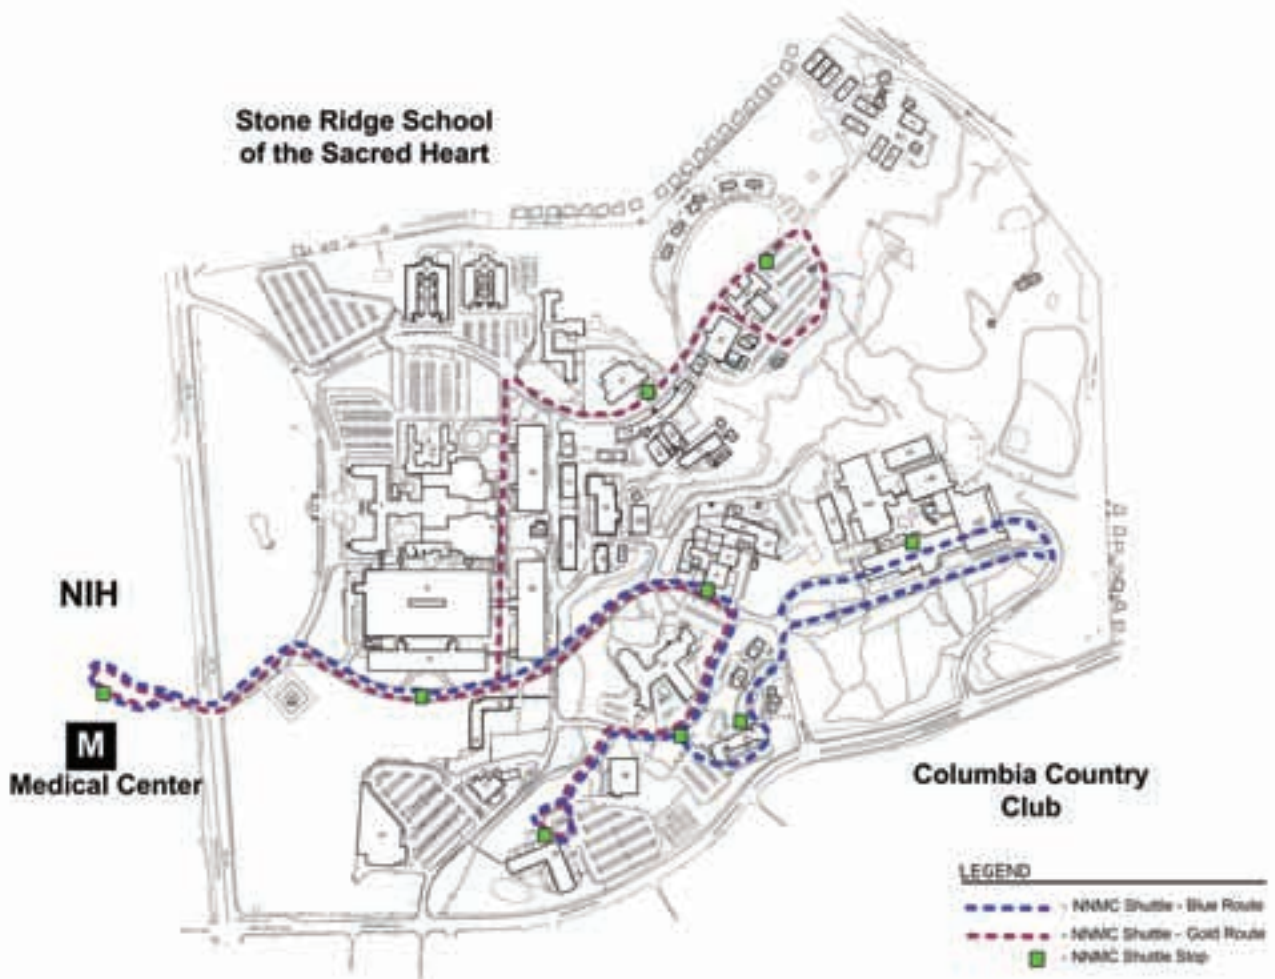 Stone Ridge School
of the Sacred Heart
NIH
M
Medical Center
Columbia Country
Club
LEGEND
- NNMC Shuttle - Blue Route
- NNMC Shuttle - Gold Route
- NNMC Shuttle Stop